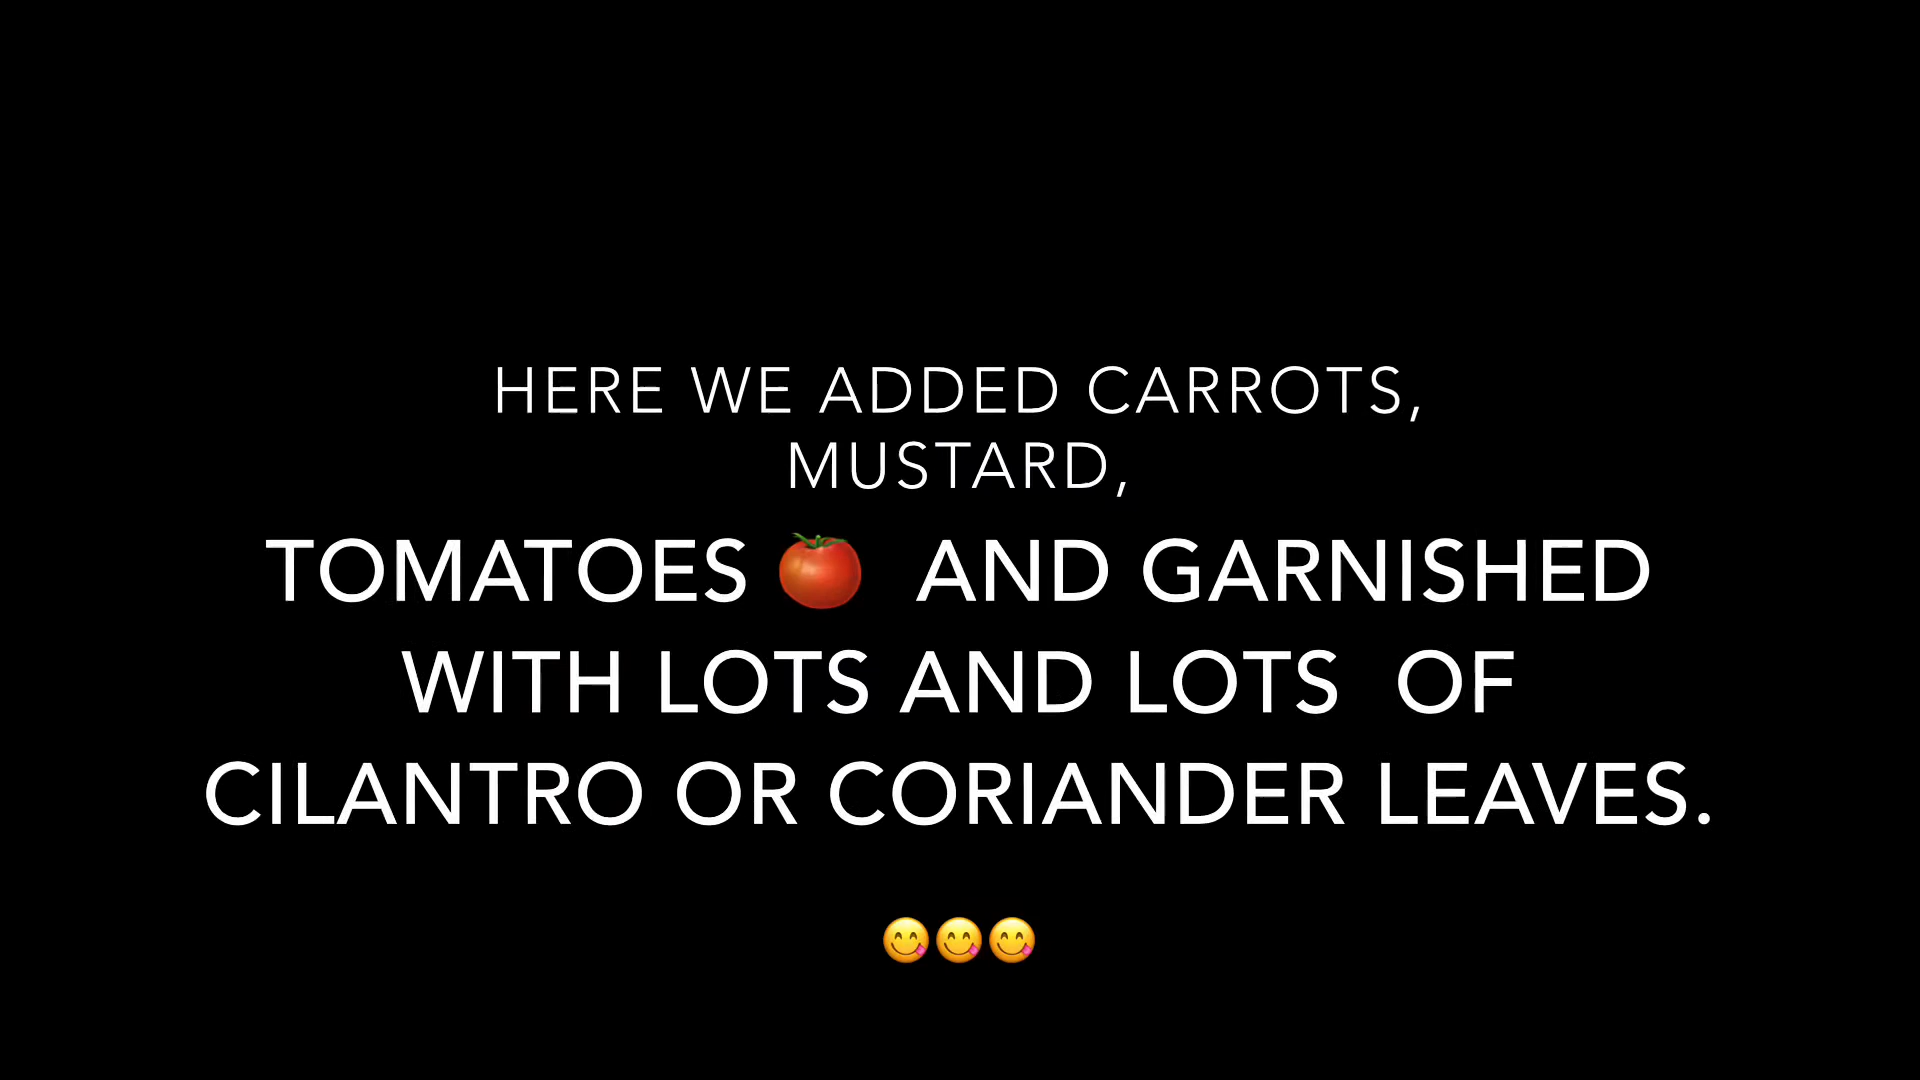 HERE WE ADDED CARROTS,
MUSTARD,
TOMATOES 🍅  AND GARNISHED
WITH LOTS AND LOTS  OF
CILANTRO OR CORIANDER LEAVES.
😋😋😋